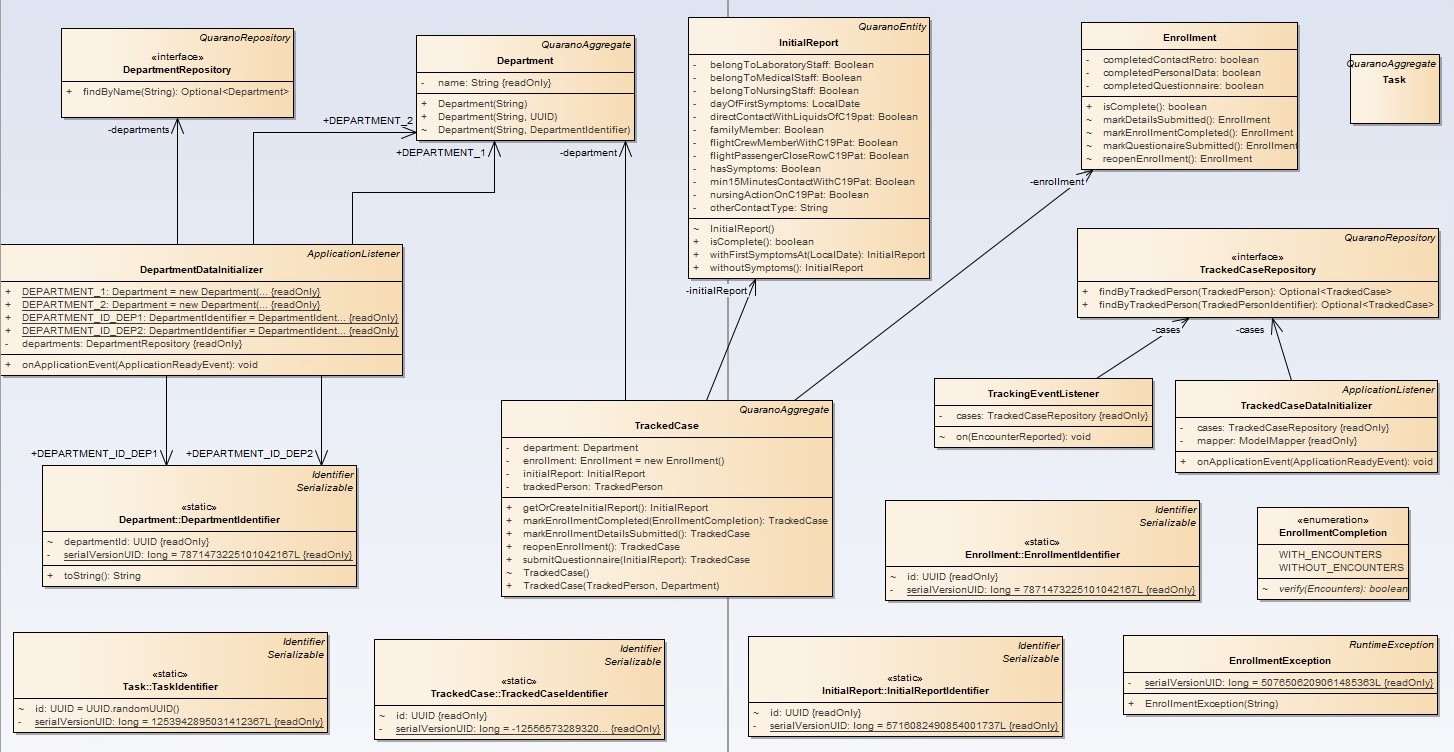 QuaranoRepository
«interface»
DepartmentRepository
+ findByName(String): Optional<Department>
-departments
QuaranoAggregate
Department
- name: String {readOnly}
+ Department(String)
+ Department(String, UUID)
~ Department(String, DepartmentIdentifier)
+DEPARTMENT_2
+DEPARTMENT_1
-department
QuaranoEntity
InitialReport
- belongToLaboratoryStaff: Boolean
- belongToMedicalStaff: Boolean
- belongToNursingStaff: Boolean
- dayOfFirstSymptoms: LocalDate
- directContactWithLiquidsOfC19pat: Boolean
- familyMember: Boolean
- flightCrewMemberWithC19Pat: Boolean
- flightPassengerCloseRowC19Pat: Boolean
- hasSymptoms: Boolean
- min15MinutesContactWithC19Pat: Boolean
- nursingActionOnC19Pat: Boolean
- otherContactType: String
~ InitialReport()
+ isComplete(): boolean
+ withFirstSymptomsAt(LocalDate): InitialReport
+ withoutSymptoms(): InitialReport
-initialReport
Enrollment
- completedContactRetro: boolean
- completedPersonalData: boolean
- completedQuestionnaire: boolean
+ isComplete(): boolean
~ markDetailsSubmitted(): Enrollment
~ markEnrollmentCompleted(): Enrollment
~ markQuestionaireSubmitted(): Enrollment
~ reopenEnrollment(): Enrollment
-enrollment
QuaranoAggregate
Task
ApplicationListener
DepartmentDataInitializer
+ DEPARTMENT_1: Department = new Department(... {readOnly}
+ DEPARTMENT_2: Department = new Department(... {readOnly}
+ DEPARTMENT_ID_DEP1: DepartmentIdentifier = DepartmentIdent... {readOnly}
+ DEPARTMENT_ID_DEP2: DepartmentIdentifier = DepartmentIdent... {readOnly}
- departments: DepartmentRepository {readOnly}
+ onApplicationEvent(ApplicationReadyEvent): void
QuaranoRepository
«interface»
TrackedCaseRepository
+ findByTrackedPerson(TrackedPerson): Optional<TrackedCase>
+ findByTrackedPerson(TrackedPersonIdentifier): Optional<TrackedCase>
-cases
-cases
TrackingEventListener
- cases: TrackedCaseRepository {readOnly}
~ on(EncounterReported): void
ApplicationListener
TrackedCaseDataInitializer
- cases: TrackedCaseRepository {readOnly}
- mapper: ModelMapper {readOnly}
+ onApplicationEvent(ApplicationReadyEvent): void
QuaranoAggregate
TrackedCase
- department: Department
- enrollment: Enrollment = new Enrollment()
- initialReport: InitialReport
- trackedPerson: TrackedPerson
+ getOrCreateInitialReport(): InitialReport
+ markEnrollmentCompleted(EnrollmentCompletion): TrackedCase
+ markEnrollmentDetailsSubmitted(): TrackedCase
+ reopenEnrollment(): TrackedCase
+ submitQuestionnaire(InitialReport): TrackedCase
~ TrackedCase()
+ TrackedCase(TrackedPerson, Department)
+DEPARTMENT_ID_DEP1
+DEPARTMENT_ID_DEP2
Identifier
Serializable
«static»
Department::DepartmentIdentifier
~ departmentId: UUID {readOnly}
- serialVersionUID: long = 7871473225101042167L {readOnly}
+ toString(): String
Identifier
Serializable
«static»
Enrollment::EnrollmentIdentifier
~ id: UUID {readOnly}
- serialVersionUID: long = 7871473225101042167L {readOnly}
«enumeration»
EnrollmentCompletion
WITH_ENCOUNTERS
WITHOUT_ENCOUNTERS
~ verify(Encounters): boolean
Identifier
Serializable
«static»
Task::TaskIdentifier
~ id: UUID = UUID.randomUUID()
- serialVersionUID: long = 1253942895031412367L {readOnly}
Identifier
Serializable
«static»
TrackedCase::TrackedCaseIdentifier
~ id: UUID {readOnly}
- serialVersionUID: long = -12556573289320... {readOnly}
Identifier
Serializable
«static»
InitialReport::InitialReportIdentifier
~ id: UUID {readOnly}
- serialVersionUID: long = 5716082490854001737L {readOnly}
RuntimeException
EnrollmentException
- serialVersionUID: long = 5076506209061485363L {readOnly}
+ EnrollmentException(String)